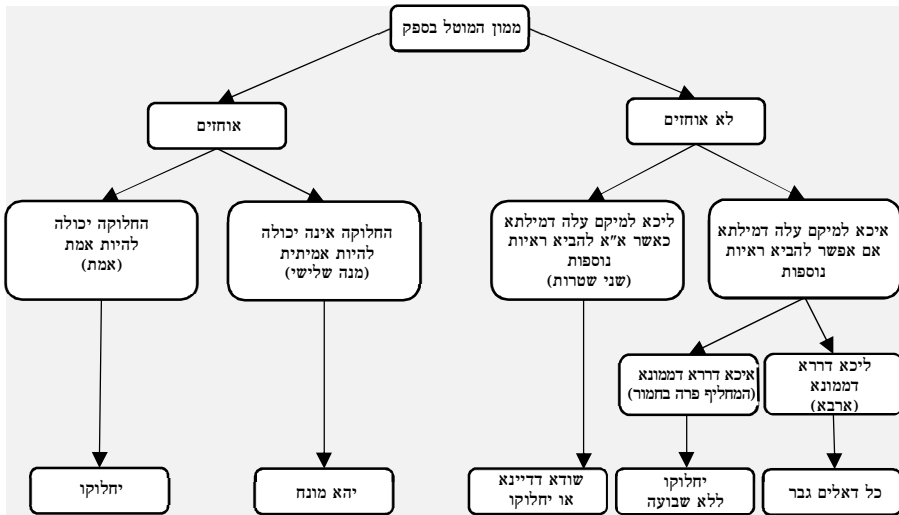 ממון המוטל בספק
לא אוחזים
אוחזים
איכא למיקם עלה דמילתא
אם אפשר להביא ראיות
נוספות
ליכא למיקם עלה דמילתא
כאשר א"א להביא ראיות
נוספות
(שני שטרות)
החלוקה אינה יכולה
להיות אמיתית
(מנה שלישי)
החלוקה יכולה
להיות אמת
(אמת)
ליכא דררא
דממונא
(ארבא)
איכא דררא דממונא
(המחליף פרה בחמור)
כל דאלים גבר
יחלוקו
ללא שבועה
שודא דדיינא
או יחלוקו
יהא מונח
יחלוקו